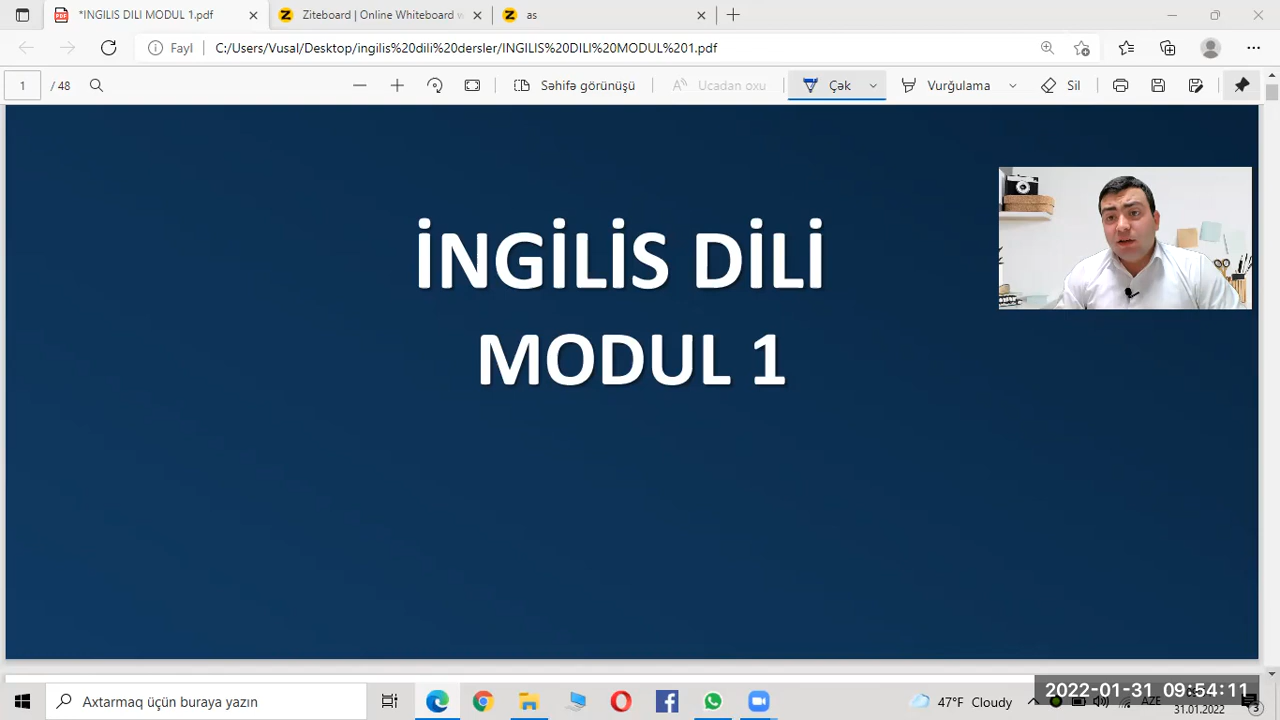 *INGILIS DILI MODUL 1.pdf
Ziteboard | Online Whiteboard w
as
Fayl
C:/Users/Vusal/Desktop/ingilis%20dili%20dersler/INGILIS%20DILI%20MODUL%201.pdf
1 / 48
Səhifə görünüşü
Ucadan oxu
Çək
Vurğulama
Sil
İNGİLİS DİLİ
MODUL 1
Axtarmaq üçün buraya yazın
47°F Cloudy
AZE
2022-01-31 09:54:11
31.01.2022
3